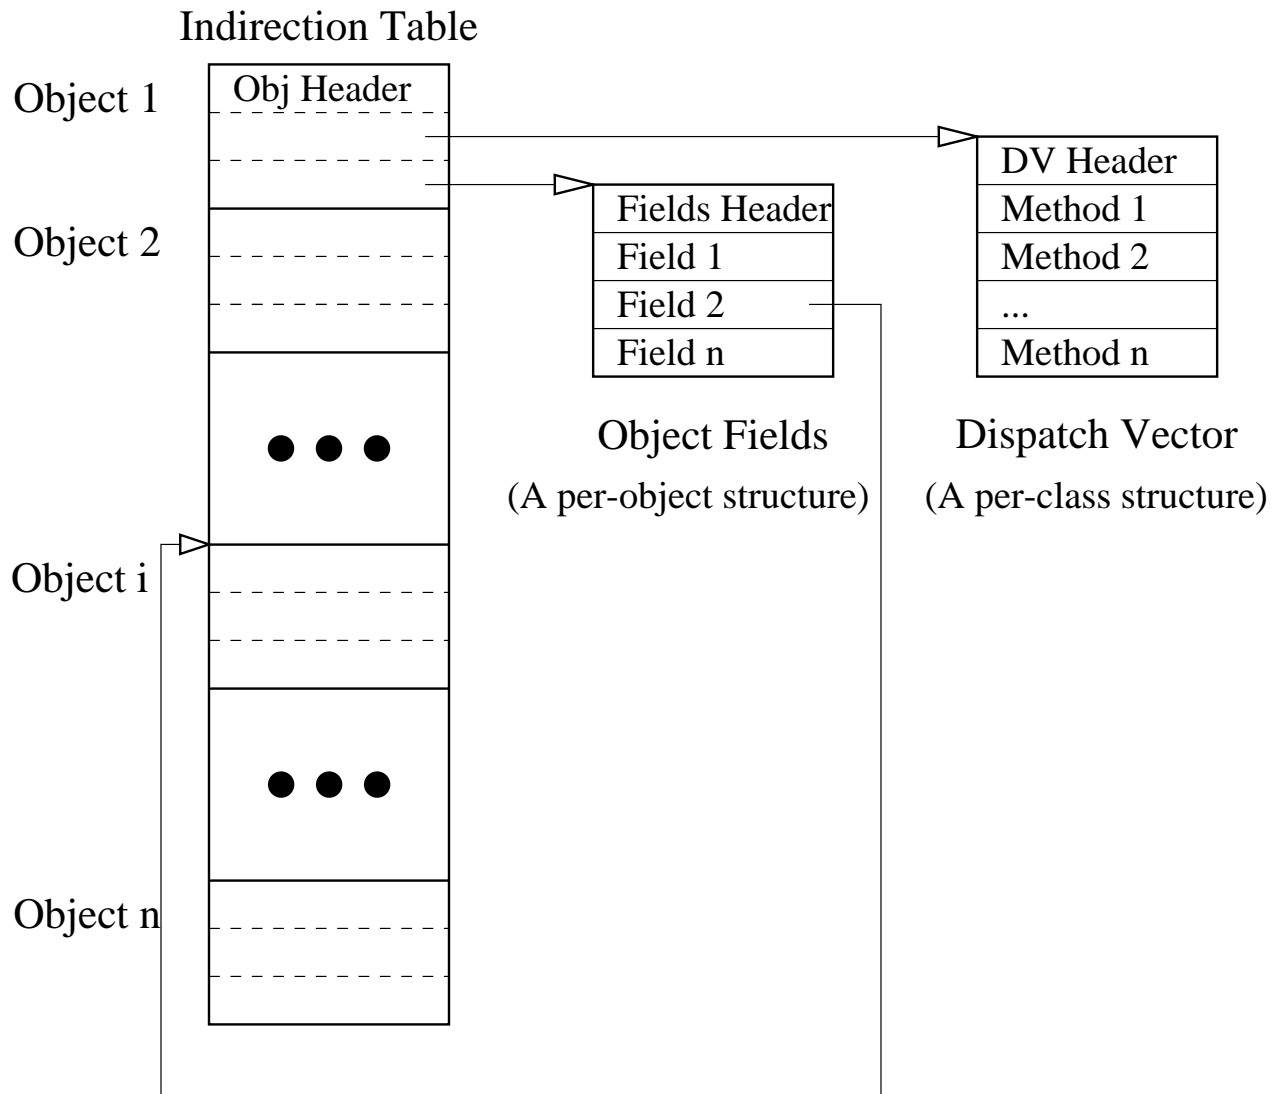 Indirection Table
Object 1
Obj Header
DV Header
Fields Header
Method 1
Object 2
Field 1
Method 2
Field 2
...
Field n
Method n
Object Fields
Dispatch Vector
(A per-object structure)
(A per-class structure)
Object i
Object n